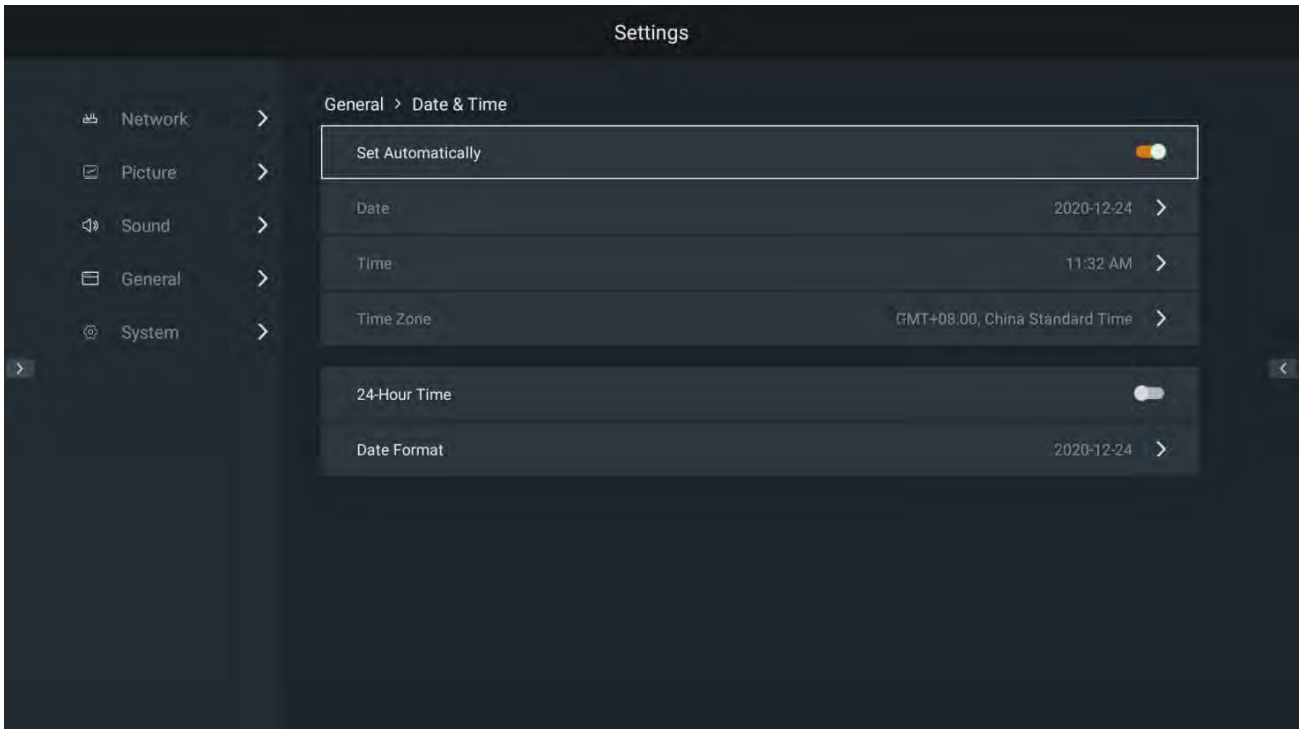 Settings
Network
Picture
Sound
General
System
General > Date & Time
Set Automatically
Date 2020-12-24
Time 11:32 AM
Time Zone GMT+08:00, China Standard Time
24-Hour Time
Date Format 2020-12-24